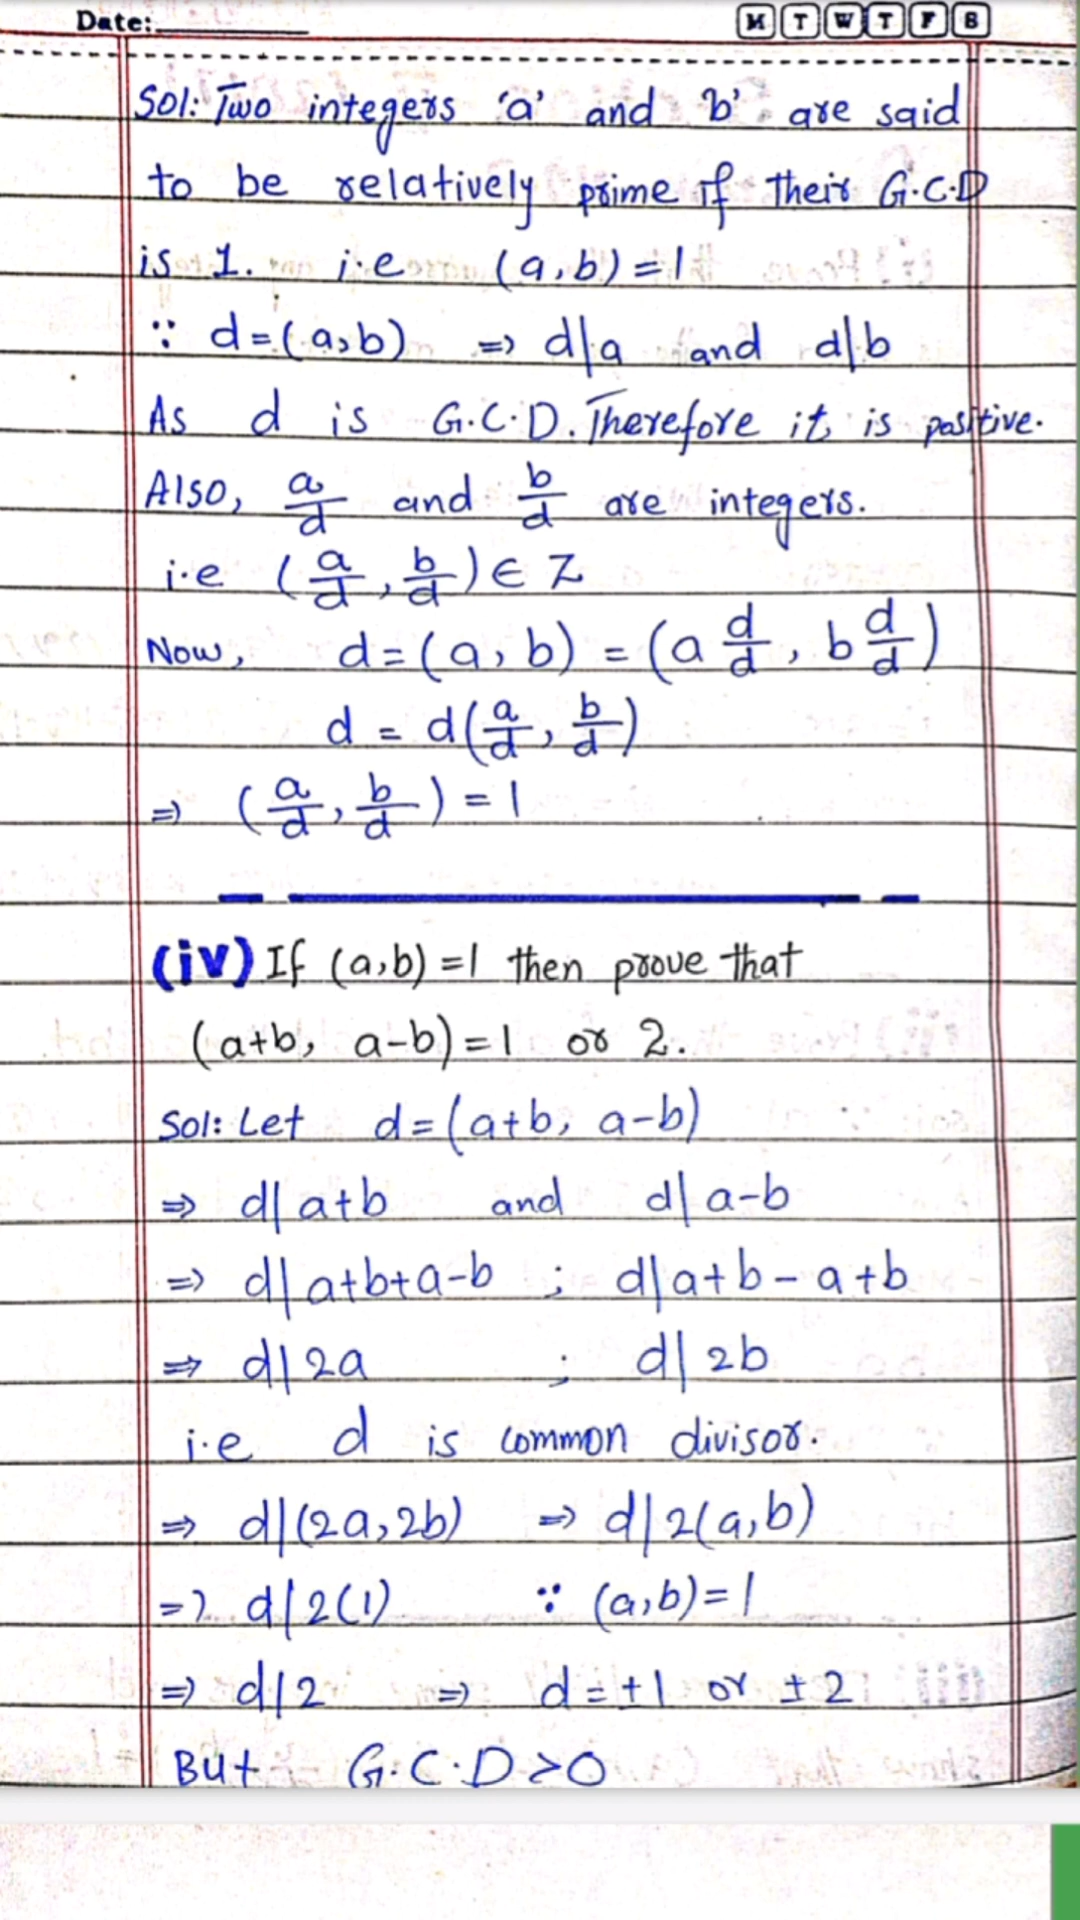 Date:
M T W T F S
Sol: Two integers 'a' and 'b' are said
to be relatively prime if their G.C.D
is 1. i.e (a,b)=1
∵ d=(a,b) => d|a and d|b
As d is G.C.D. Therefore it is positive.
Also, a/d and b/d are integers.
i.e (a/d, b/d) ∈ Z
Now, d=(a,b) = (a d/d, b d/d)
d = d(a/d, b/d)
=> (a/d, b/d) = 1
(iv) If (a,b)=1 then prove that
(a+b, a-b)=1 or 2.
Sol: Let d=(a+b, a-b)
=> d|a+b and d|a-b
=> d|a+b+a-b ; d|a+b-a+b
=> d|2a ; d|2b
i.e d is common divisor.
=> d|(2a,2b) => d|2(a,b)
=> d|2(1) ∵ (a,b)=1
=> d|2 => d=±1 or ±2
But G.C.D>0